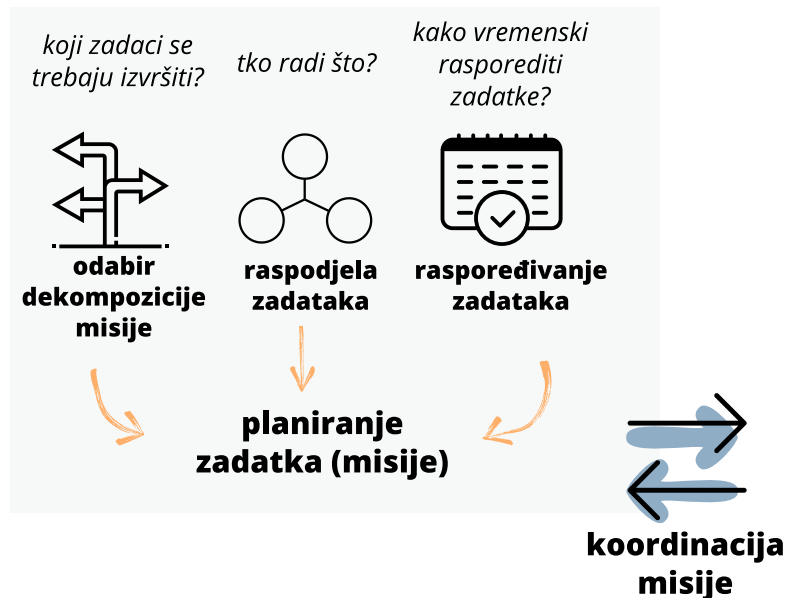 koji zadaci se
trebaju izvršiti?
tko radi što?
kako vremenski
rasporediti
zadatke?
odabir
dekompozicije
misije
raspodjela
zadataka
raspoređivanje
zadataka
planiranje
zadatka (misije)
koordinacija
misije